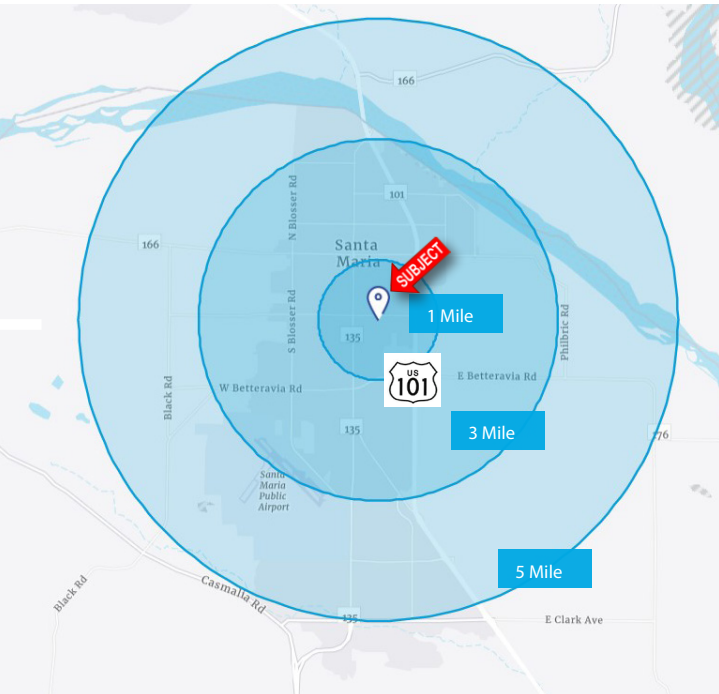 166
101
N Blosser Rd
166
Santa
Maria
SUBJECT
1 Mile
S Blosser Rd
135
Philbric Rd
US
101
E Betteravia Rd
W Betteravia Rd
Black Rd
135
3 Mile
176
Santa
Maria
Public
Airport
5 Mile
Black Rd
Casmalia Rd
135
E Clark Ave